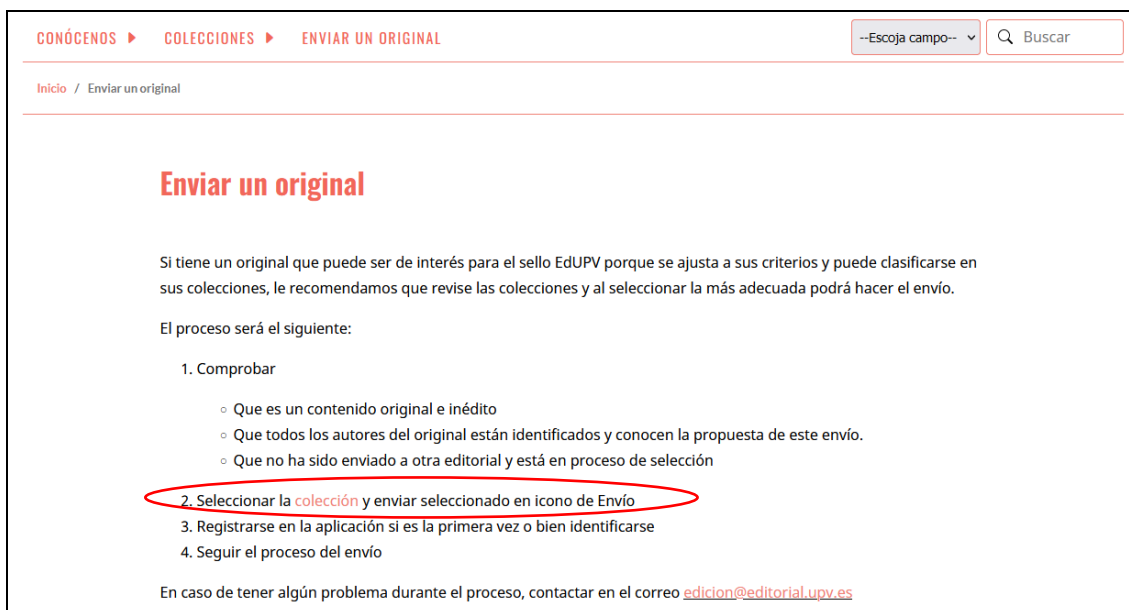 CONÓCENOS COLECCIONES ENVIAR UN ORIGINAL --Escoja campo-- Buscar
Inicio / Enviar un original
Enviar un original
Si tiene un original que puede ser de interés para el sello EdUPV porque se ajusta a sus criterios y puede clasificarse en
sus colecciones, le recomendamos que revise las colecciones y al seleccionar la más adecuada podrá hacer el envío.
El proceso será el siguiente:
1. Comprobar
◦ Que es un contenido original e inédito
◦ Que todos los autores del original están identificados y conocen la propuesta de este envío.
◦ Que no ha sido enviado a otra editorial y está en proceso de selección
2. Seleccionar la colección y enviar seleccionado en icono de Envío
3. Registrarse en la aplicación si es la primera vez o bien identificarse
4. Seguir el proceso del envío
En caso de tener algún problema durante el proceso, contactar en el correo edicion@editorial.upv.es